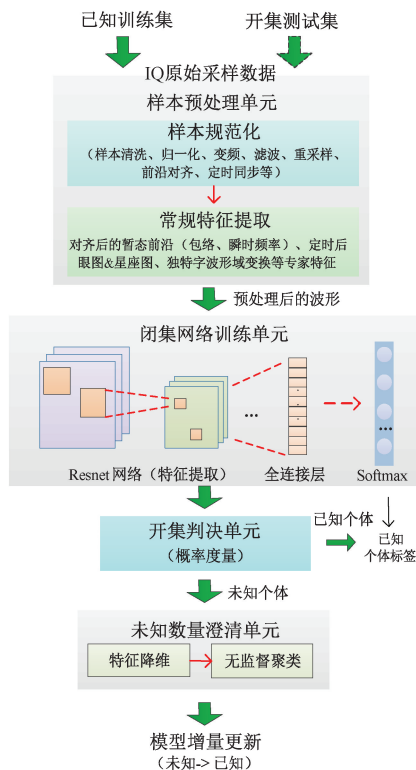 已知训练集
开集测试集
IQ原始采样数据
样本预处理单元
样本规范化
(样本清洗、归一化、变频、滤波、重采样、
前沿对齐、定时同步等)
常规特征提取
对齐后的暂态前沿(包络、瞬时频率)、定时后
眼图&星座图、独特字波形域变换等专家特征
预处理后的波形
闭集网络训练单元
...
...
Resnet 网络(特征提取)
全连接层
Softmax
开集判决单元
(概率度量)
已知个体
已知
个体标签
未知个体
未知数量澄清单元
特征降维
无监督聚类
模型增量更新
(未知-> 已知)